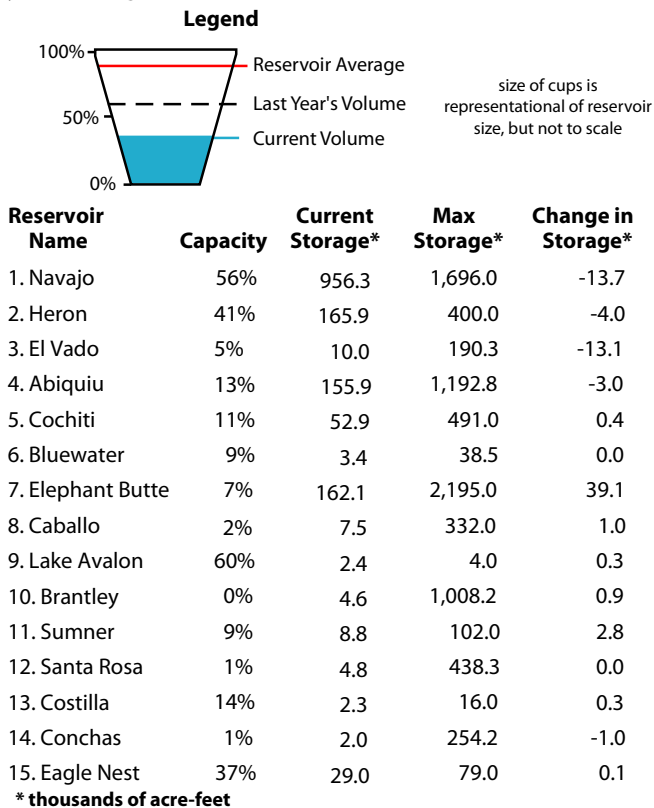 Legend
100%
Reservoir Average
size of cups is
representational of reservoir
size, but not to scale
Last Year's Volume
50%
Current Volume
0%
Reservoir Name Capacity Current Storage* Max Storage* Change in Storage*
1. Navajo 56% 956.3 1,696.0 -13.7
2. Heron 41% 165.9 400.0 -4.0
3. El Vado 5% 10.0 190.3 -13.1
4. Abiquiu 13% 155.9 1,192.8 -3.0
5. Cochiti 11% 52.9 491.0 0.4
6. Bluewater 9% 3.4 38.5 0.0
7. Elephant Butte 7% 162.1 2,195.0 39.1
8. Caballo 2% 7.5 332.0 1.0
9. Lake Avalon 60% 2.4 4.0 0.3
10. Brantley 0% 4.6 1,008.2 0.9
11. Sumner 9% 8.8 102.0 2.8
12. Santa Rosa 1% 4.8 438.3 0.0
13. Costilla 14% 2.3 16.0 0.3
14. Conchas 1% 2.0 254.2 -1.0
15. Eagle Nest 37% 29.0 79.0 0.1
* thousands of acre-feet